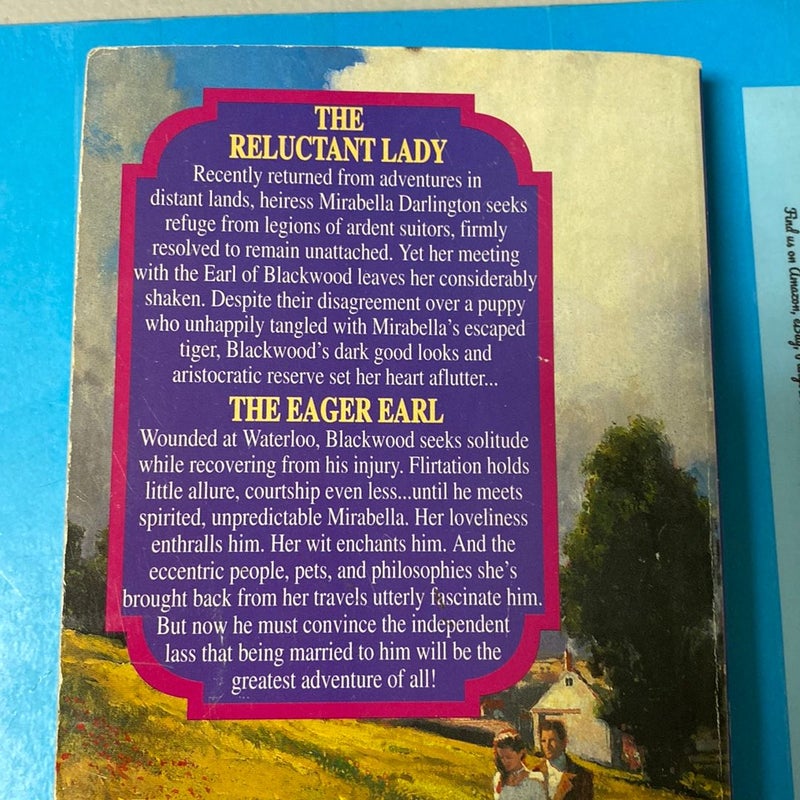 THE
RELUCTANT LADY
Recently returned from adventures in
distant lands, heiress Mirabella Darlington seeks
refuge from legions of ardent suitors, firmly
resolved to remain unattached. Yet her meeting
with the Earl of Blackwood leaves her considerably
shaken. Despite their disagreement over a puppy
who unhappily tangled with Mirabella's escaped
tiger, Blackwood's dark good looks and
aristocratic reserve set her heart aflutter...
THE EAGER EARL
Wounded at Waterloo, Blackwood seeks solitude
while recovering from his injury. Flirtation holds
little allure, courtship even less...until he meets
spirited, unpredictable Mirabella. Her loveliness
enthralls him. Her wit enchants him. And the
eccentric people, pets, and philosophies she's
brought back from her travels utterly fascinate him.
But now he must convince the independent
lass that being married to him will be the
greatest adventure of all!
Find us on Amazon, eBay,